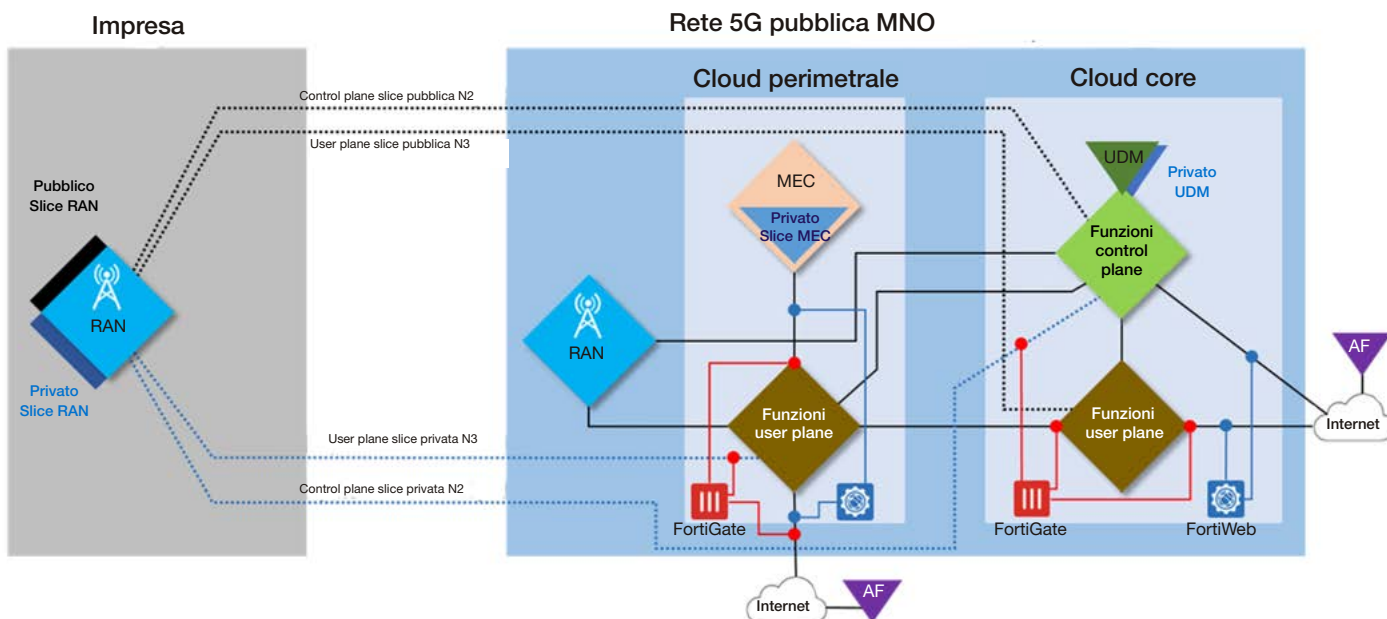 Impresa
Rete 5G pubblica MNO
Cloud perimetrale
Cloud core
Control plane slice pubblica N2
User plane slice pubblica N3
Pubblico
Slice RAN
RAN
Privato
Slice RAN
User plane slice privata N3
Control plane slice privata N2
MEC
Privato
Slice MEC
UDM
Privato
UDM
Funzioni
control
plane
RAN
Funzioni
user plane
Funzioni
user plane
AF
Internet
FortiGate
FortiGate
FortiWeb
Internet
AF